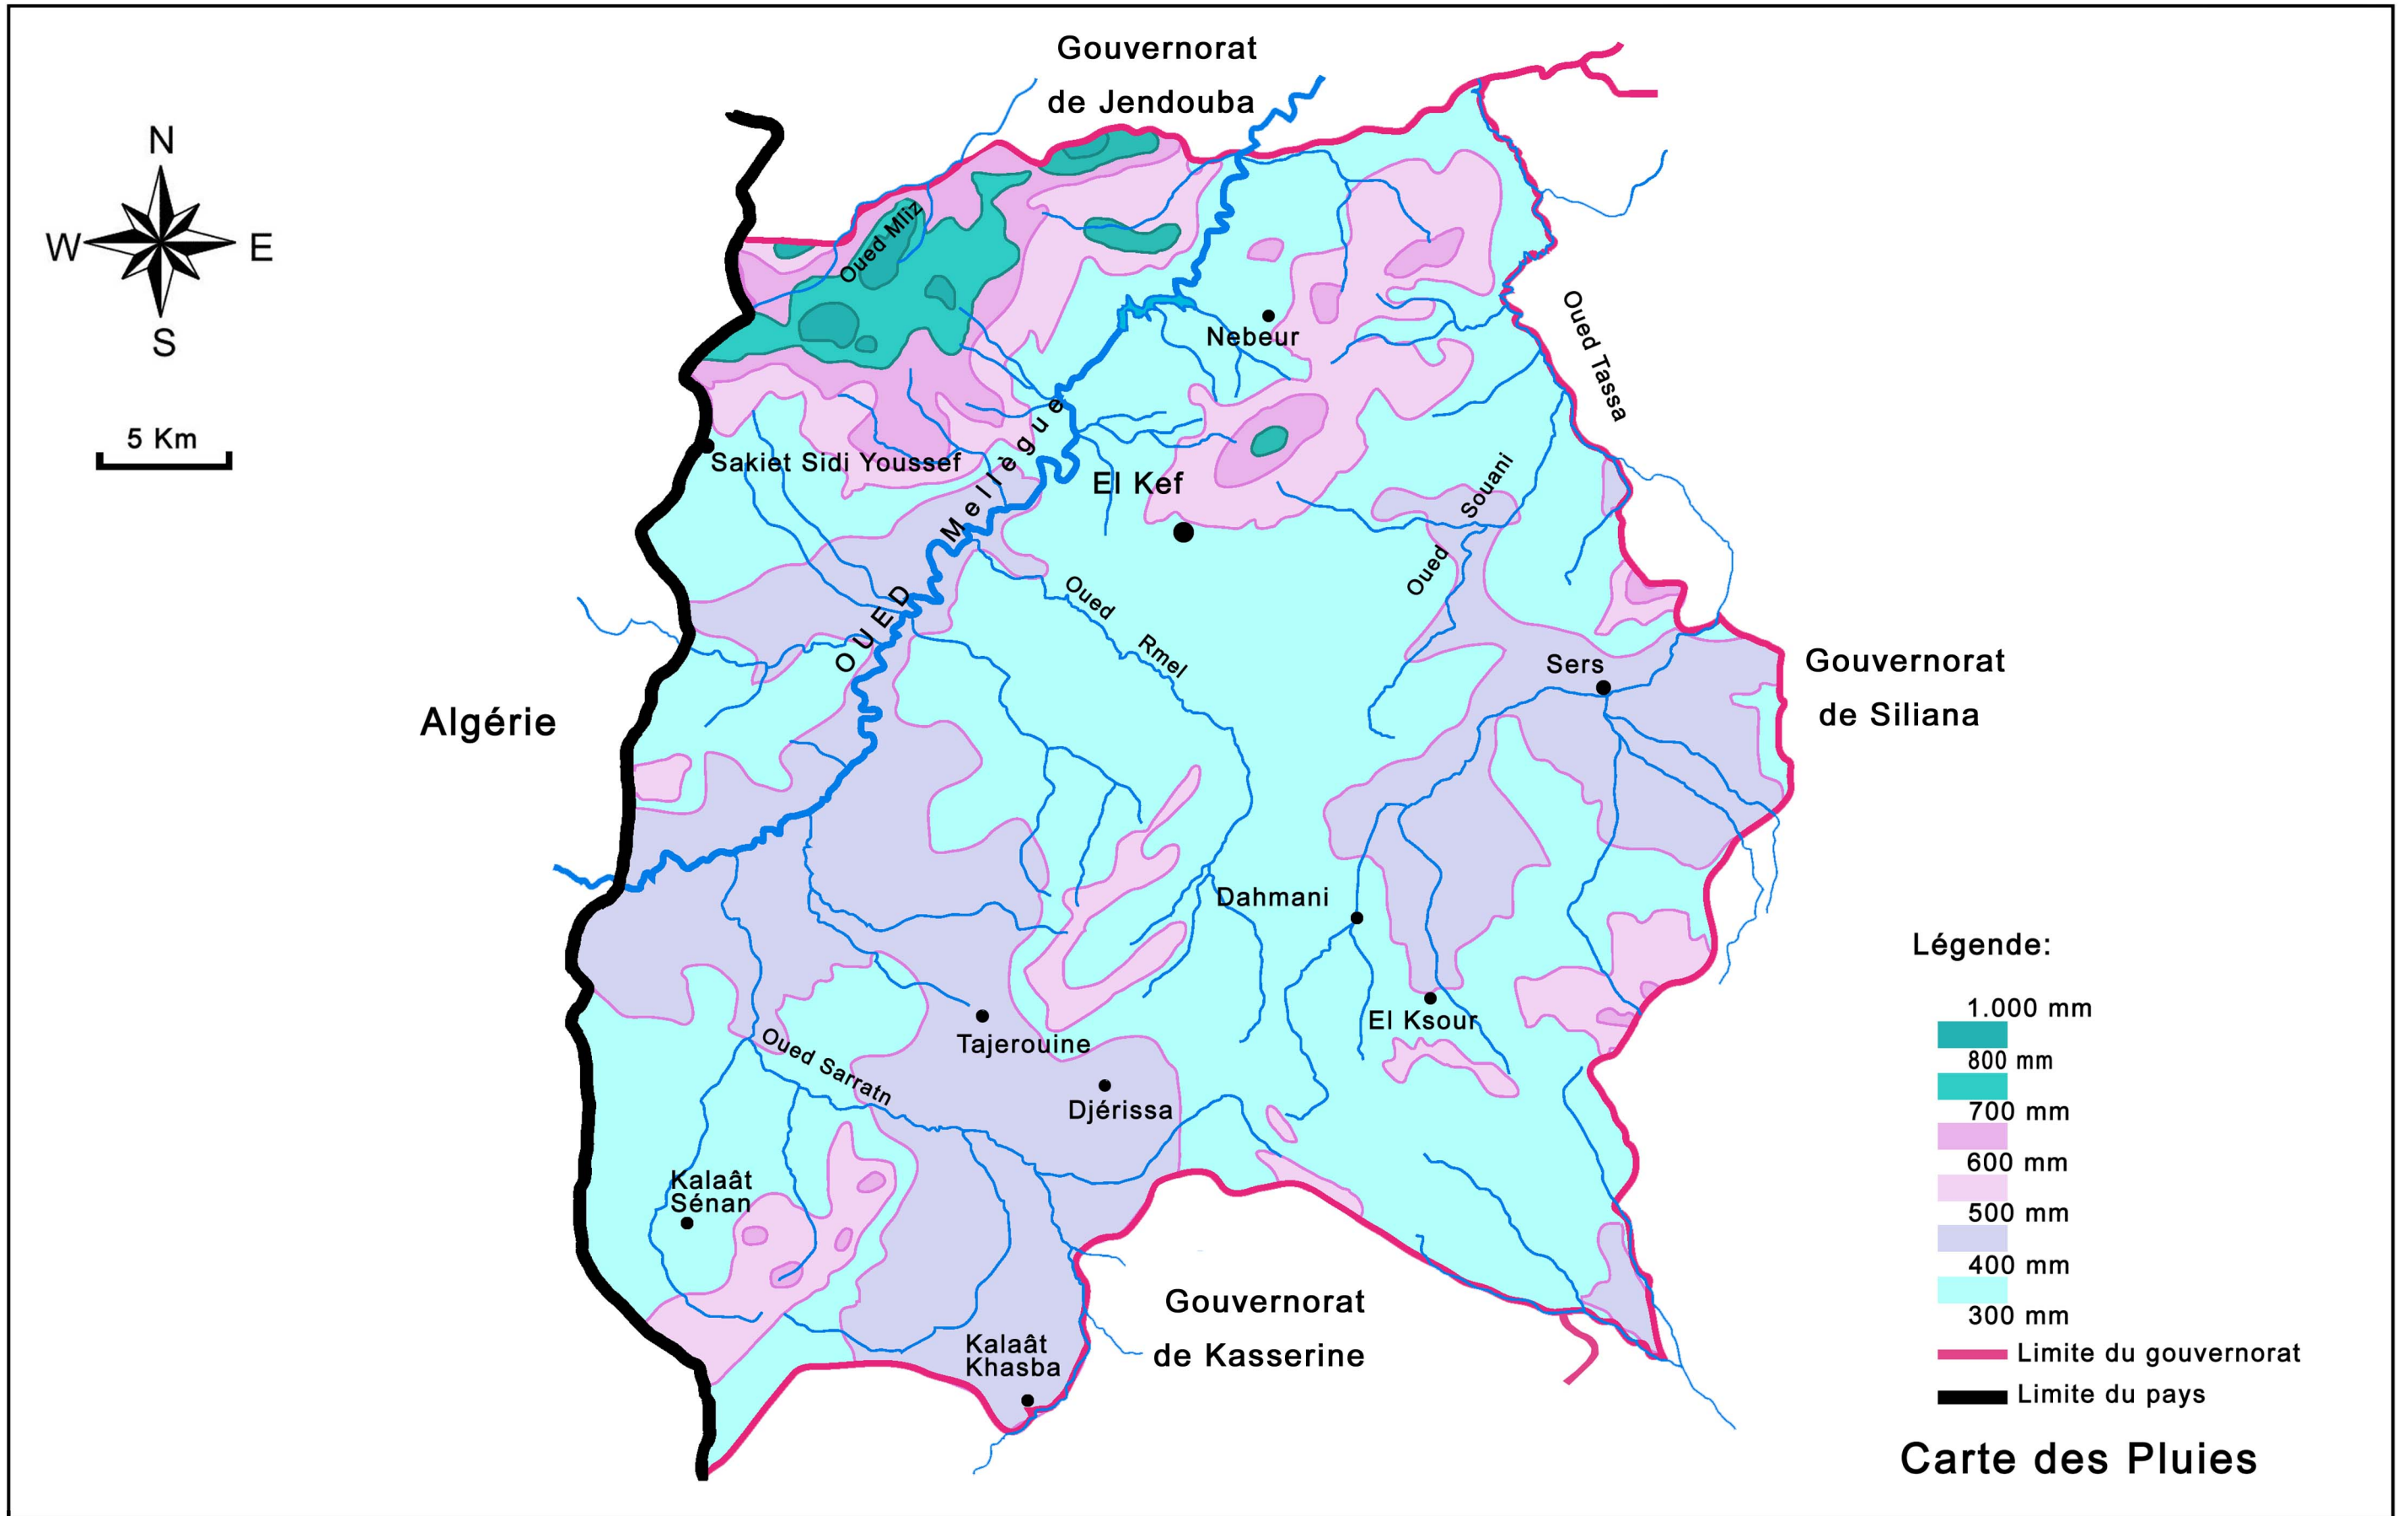 Gouvernorat
de Jendouba
N
W
E
S
5 Km
Oued Mliz
Nebeur
Oued Tassa
Sakiet Sidi Youssef
El Kef
OUED Mellègue
Oued Souani
Oued Rmel
Sers
Gouvernorat
de Siliana
Algérie
Dahmani
El Ksour
Tajerouine
Oued Sarratn
Djérissa
Kalaât
Sénan
Gouvernorat
de Kasserine
Kalaât
Khasba
Légende:
1.000 mm
800 mm
700 mm
600 mm
500 mm
400 mm
300 mm
Limite du gouvernorat
Limite du pays
Carte des Pluies